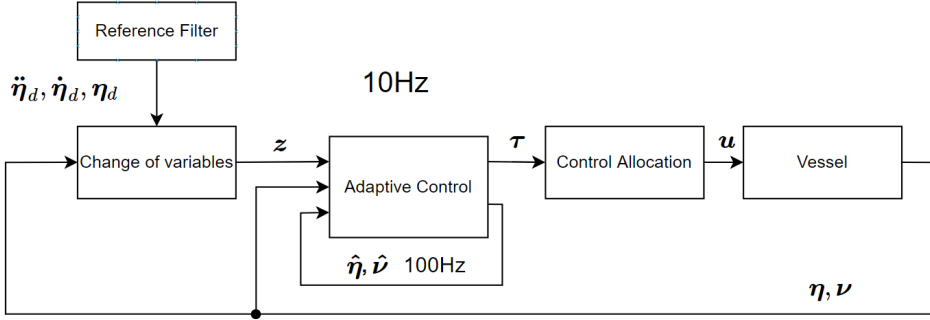 Reference Filter
η̈_d, η̇_d, η_d
10Hz
Change of variables
z
Adaptive Control
τ
Control Allocation
u
Vessel
η̂, ν̂ 100Hz
η, ν